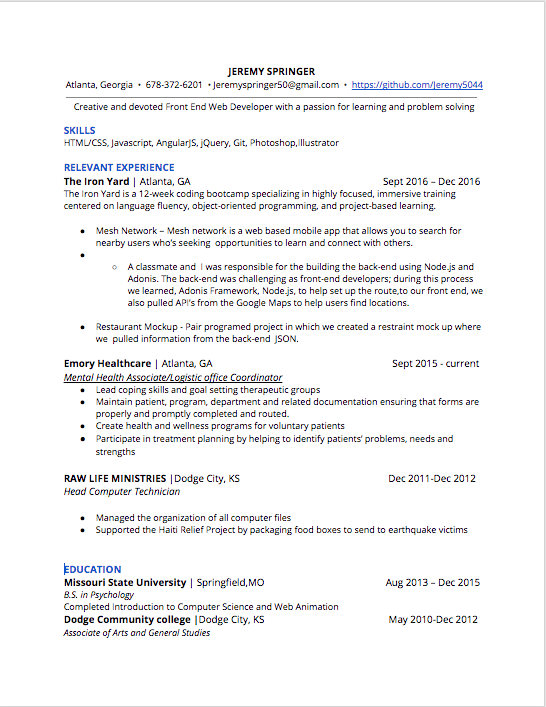 JEREMY SPRINGER
Atlanta, Georgia • 678-372-6201 •Jeremyspringer50@gmail.com • https://github.com/Jeremy5044
Creative and devoted Front End Web Developer with a passion for learning and problem solving
SKILLS
HTML/CSS, Javascript, AngularJS, jQuery, Git, Photoshop,Illustrator
RELEVANT EXPERIENCE
The Iron Yard | Atlanta, GA Sept 2016 – Dec 2016
The Iron Yard is a 12-week coding bootcamp specializing in highly focused, immersive training
centered on language fluency, object-oriented programming, and project-based learning.
• Mesh Network – Mesh network is a web based mobile app that allows you to search for
nearby users who's seeking opportunities to learn and connect with others.
•
○ A classmate and I was responsible for the building the back-end using Node.js and
Adonis. The back-end was challenging as front-end developers; during this process
we learned, Adonis Framework, Node.js, to help set up the route,to our front end, we
also pulled API's from the Google Maps to help users find locations.
• Restaurant Mockup - Pair programed project in which we created a restraint mock up where
we pulled information from the back-end JSON.
Emory Healthcare | Atlanta, GA Sept 2015 - current
Mental Health Associate/Logistic office Coordinator
• Lead coping skills and goal setting therapeutic groups
• Maintain patient, program, department and related documentation ensuring that forms are
properly and promptly completed and routed.
• Create health and wellness programs for voluntary patients
• Participate in treatment planning by helping to identify patients' problems, needs and
strengths
RAW LIFE MINISTRIES |Dodge City, KS Dec 2011-Dec 2012
Head Computer Technician
• Managed the organization of all computer files
• Supported the Haiti Relief Project by packaging food boxes to send to earthquake victims
EDUCATION
Missouri State University | Springfield,MO Aug 2013 – Dec 2015
B.S. in Psychology
Completed Introduction to Computer Science and Web Animation
Dodge Community college |Dodge City, KS May 2010-Dec 2012
Associate of Arts and General Studies